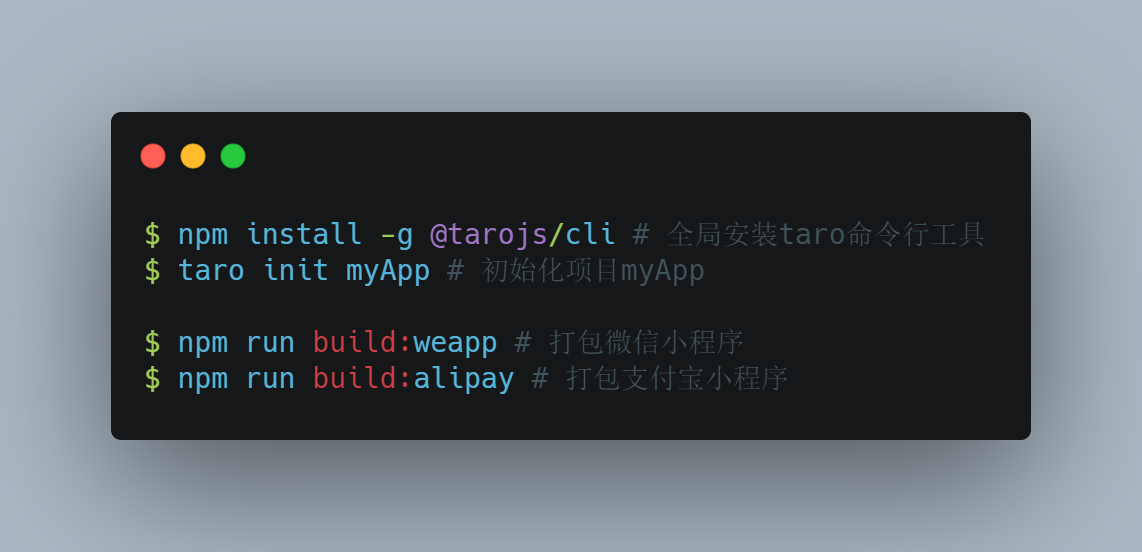 $ npm install -g @tarojs/cli # 全局安装taro命令行工具
$ taro init myApp # 初始化项目myApp
$ npm run build:weapp # 打包微信小程序
$ npm run build:alipay # 打包支付宝小程序